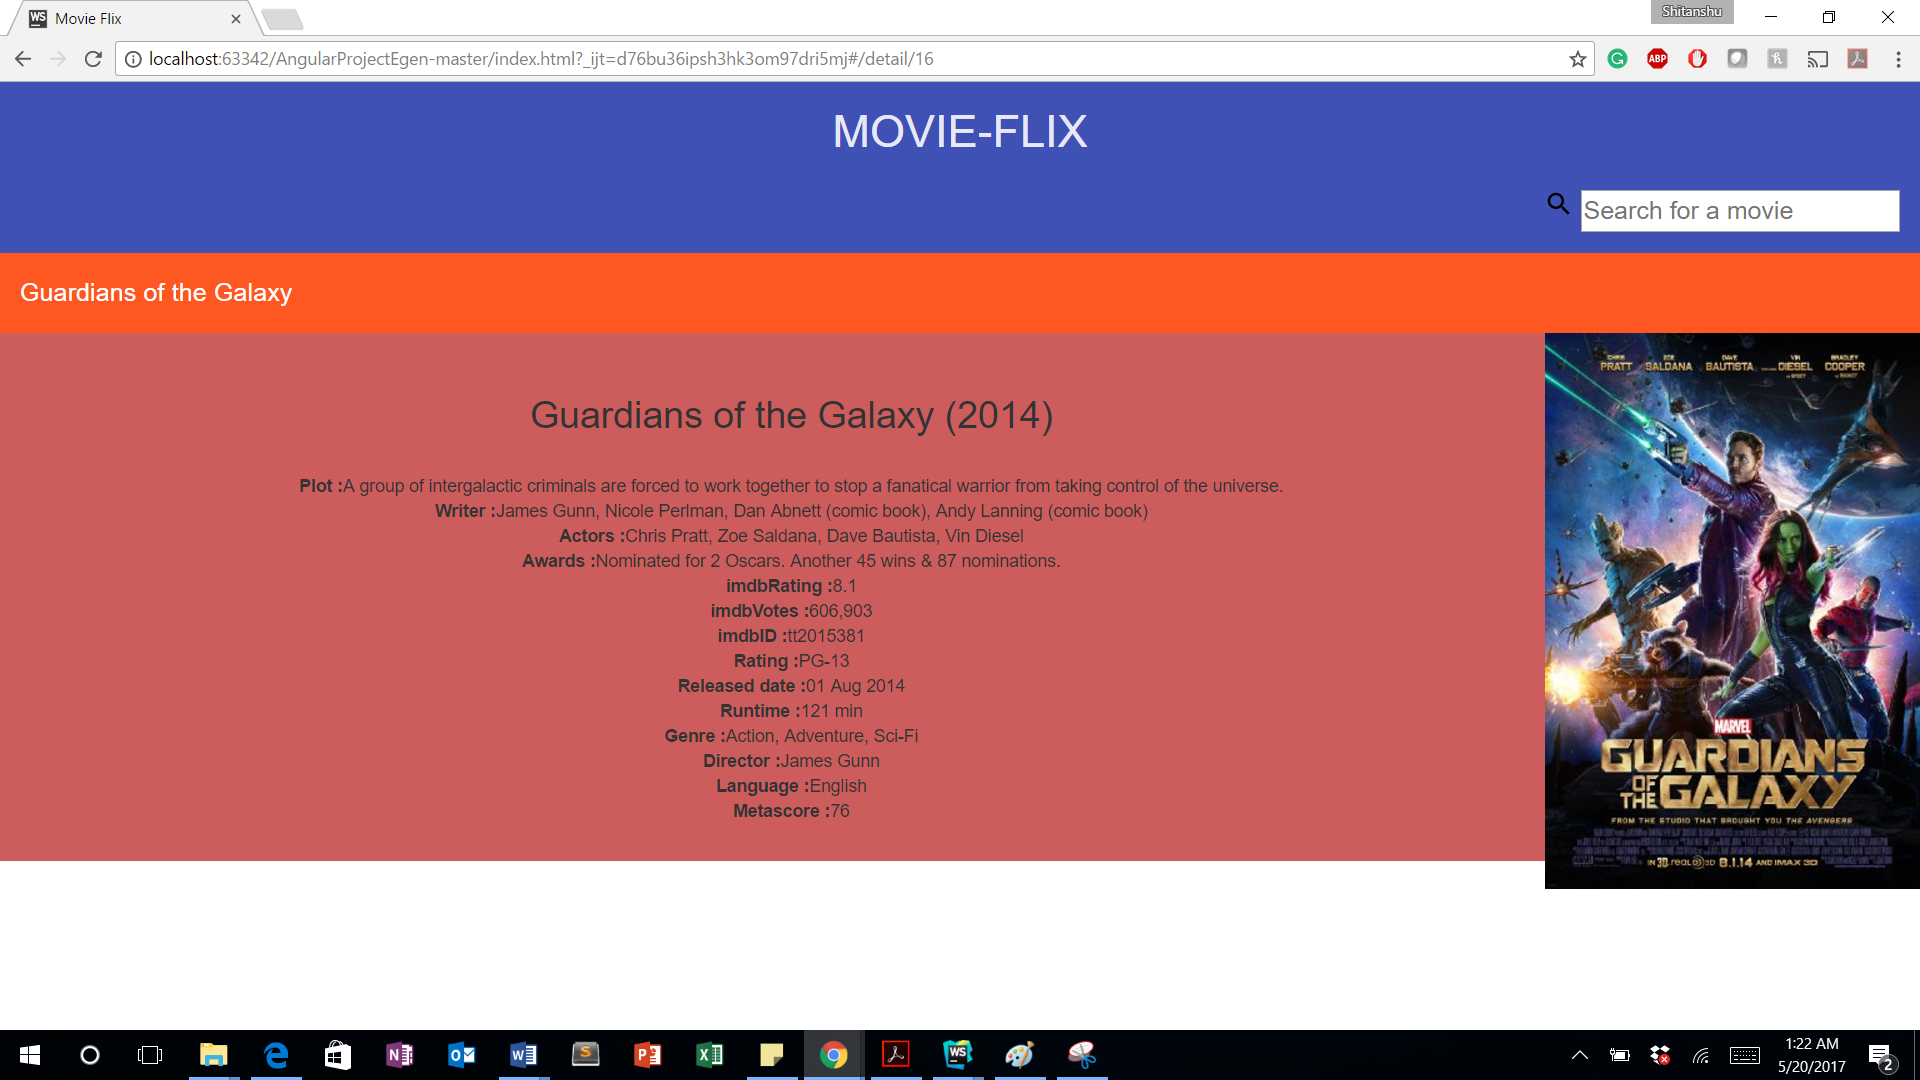 Movie Flix
Shitanshu
localhost:63342/AngularProjectEgen-master/index.html?_ijt=d76bu36ipsh3hk3om97dri5mj#/detail/16
MOVIE-FLIX
Search for a movie
Guardians of the Galaxy
Guardians of the Galaxy (2014)
Plot :A group of intergalactic criminals are forced to work together to stop a fanatical warrior from taking control of the universe.
Writer :James Gunn, Nicole Perlman, Dan Abnett (comic book), Andy Lanning (comic book)
Actors :Chris Pratt, Zoe Saldana, Dave Bautista, Vin Diesel
Awards :Nominated for 2 Oscars. Another 45 wins & 87 nominations.
imdbRating :8.1
imdbVotes :606,903
imdbID :tt2015381
Rating :PG-13
Released date :01 Aug 2014
Runtime :121 min
Genre :Action, Adventure, Sci-Fi
Director :James Gunn
Language :English
Metascore :76
CHRIS PRATT ZOE SALDANA DAVE BAUTISTA VIN DIESEL BRADLEY COOPER
MARVEL
GUARDIANS
OF THE GALAXY
FROM THE STUDIO THAT BROUGHT YOU THE AVENGERS
IN 3D REAL D 3D 8.1.14 AND IMAX 3D
1:22 AM
5/20/2017
2